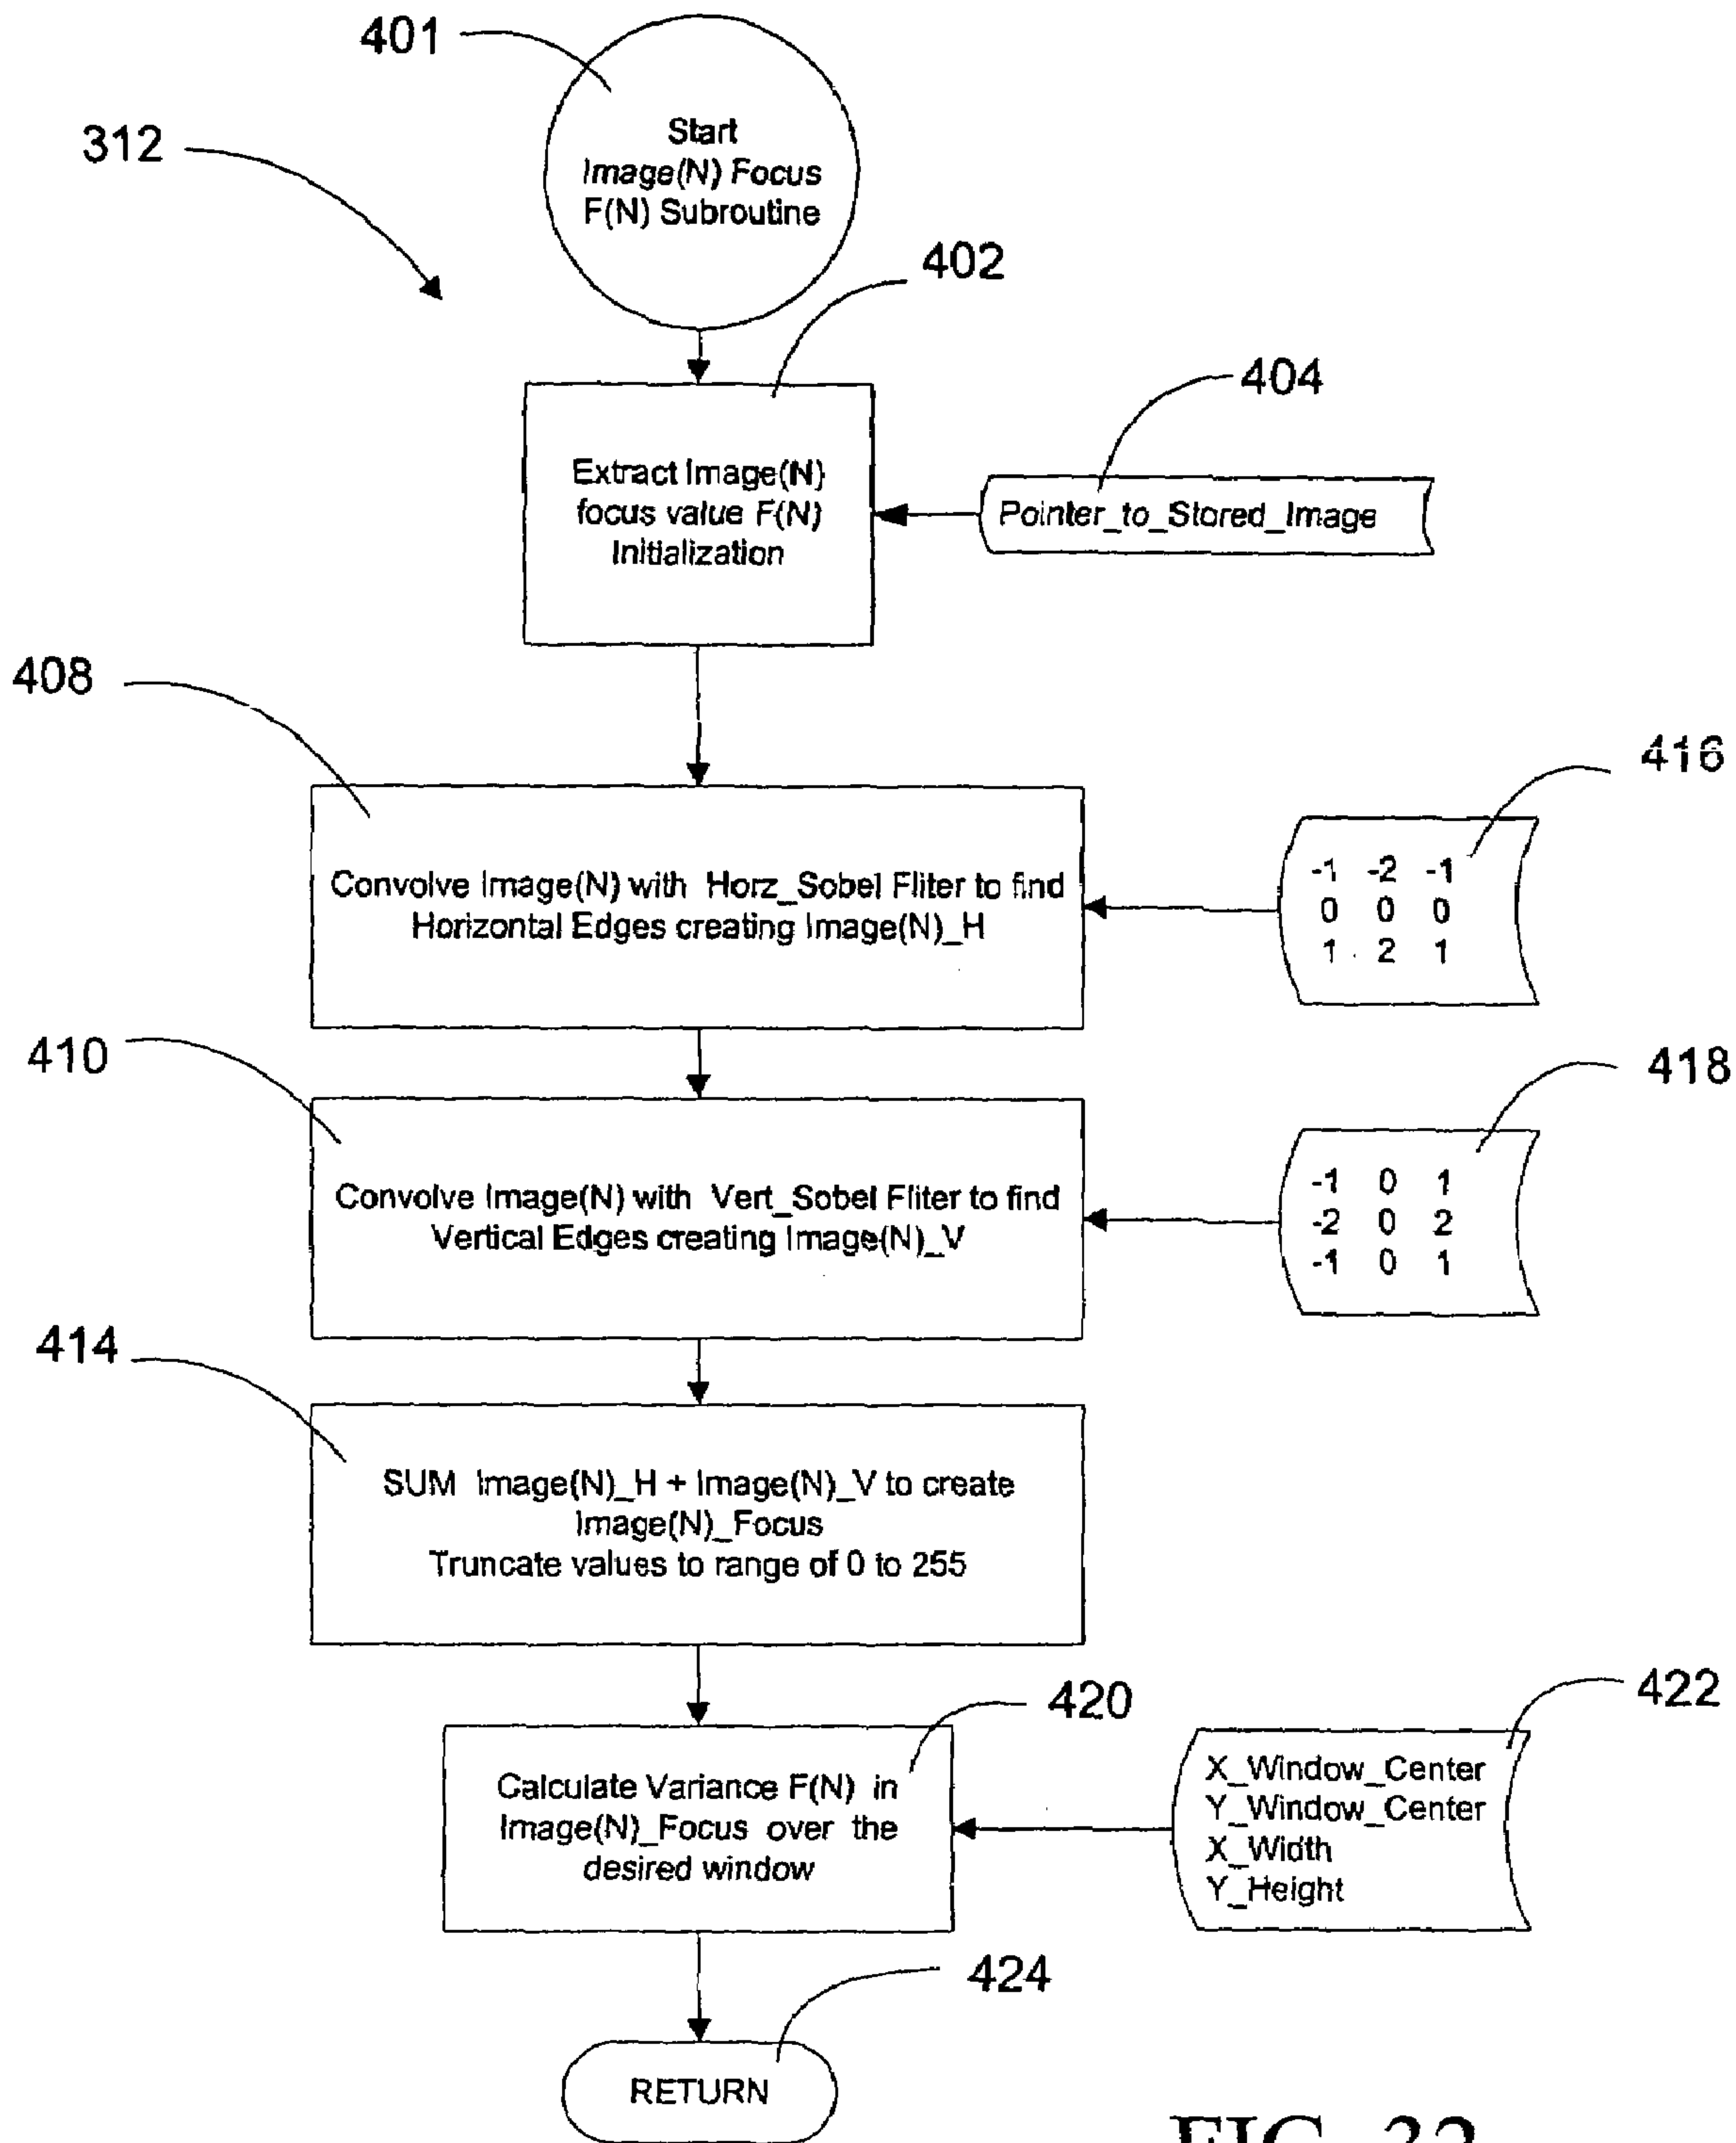 401
Start
Image(N) Focus
F(N) Subroutine
312
402
404
Extract Image(N)
focus value F(N)
Initialization
Pointer_to_Stored_Image
408
416
Convolve Image(N) with Horz_Sobel Fliter to find
Horizontal Edges creating Image(N)_H
-1 -2 -1
0 0 0
1 2 1
410
418
Convolve Image(N) with Vert_Sobel Fliter to find
Vertical Edges creating Image(N)_V
-1 0 1
-2 0 2
-1 0 1
414
SUM Image(N)_H + Image(N)_V to create
Image(N)_Focus
Truncate values to range of 0 to 255
420
422
Calculate Variance F(N) in
Image(N)_Focus over the
desired window
X_Window_Center
Y_Window_Center
X_Width
Y_Height
424
RETURN
FIG. 32